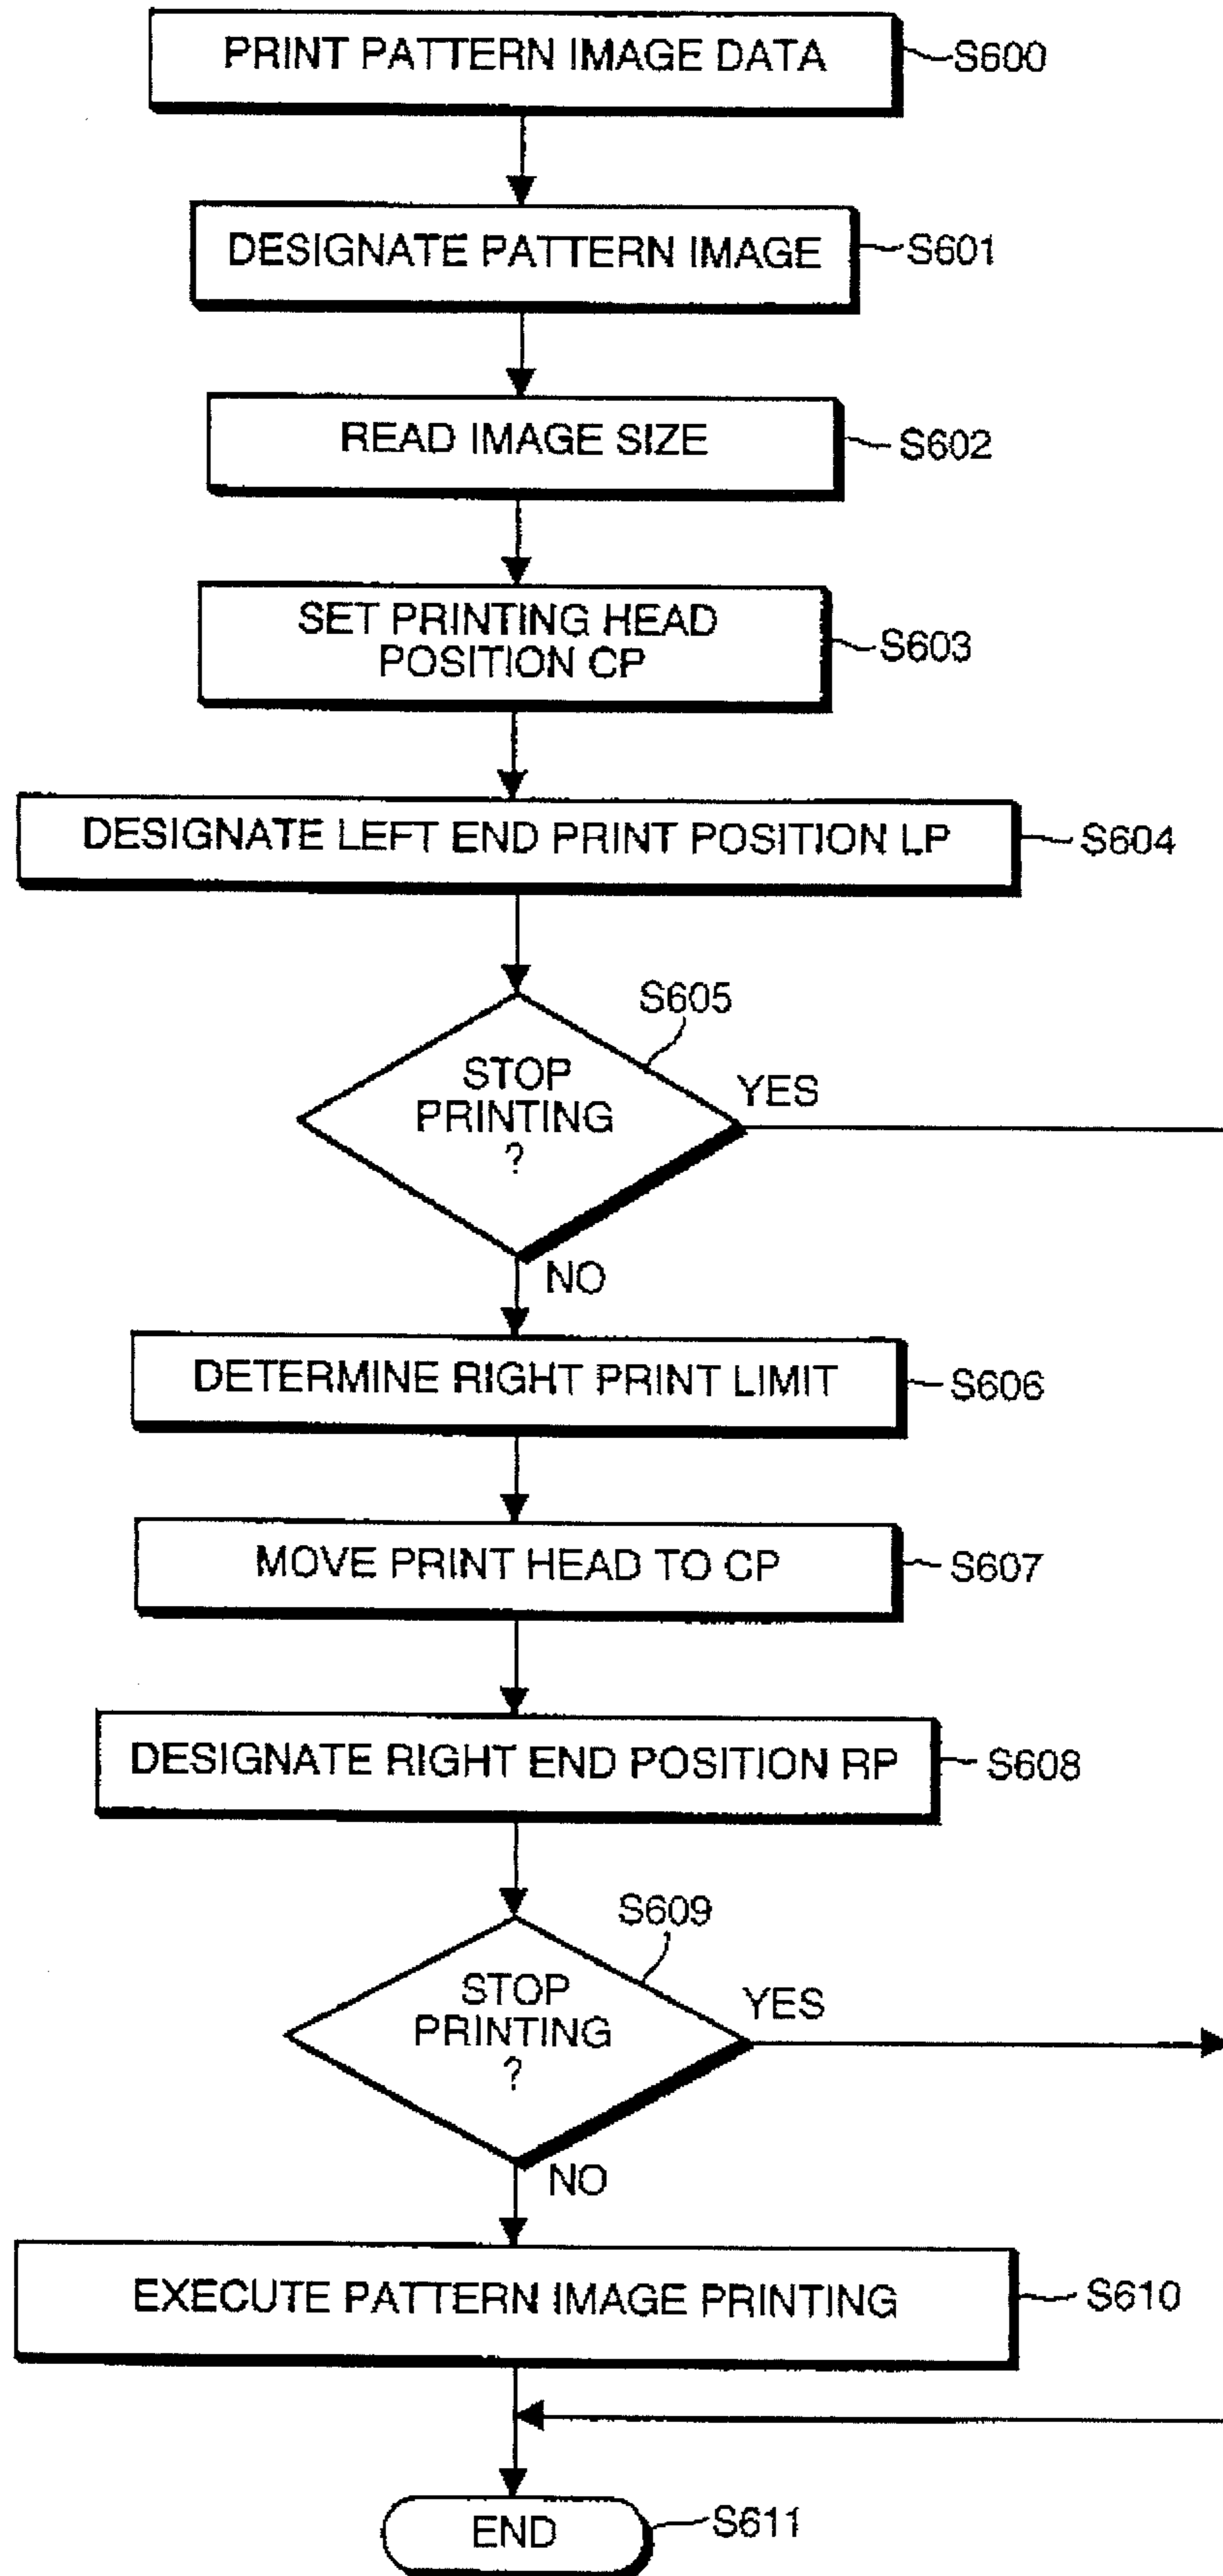 PRINT PATTERN IMAGE DATA
S600
DESIGNATE PATTERN IMAGE
S601
READ IMAGE SIZE
S602
SET PRINTING HEAD
POSITION CP
S603
DESIGNATE LEFT END PRINT POSITION LP
S604
S605
STOP
PRINTING
?
YES
NO
DETERMINE RIGHT PRINT LIMIT
S606
MOVE PRINT HEAD TO CP
S607
DESIGNATE RIGHT END POSITION RP
S608
S609
STOP
PRINTING
?
YES
NO
EXECUTE PATTERN IMAGE PRINTING
S610
END
S611